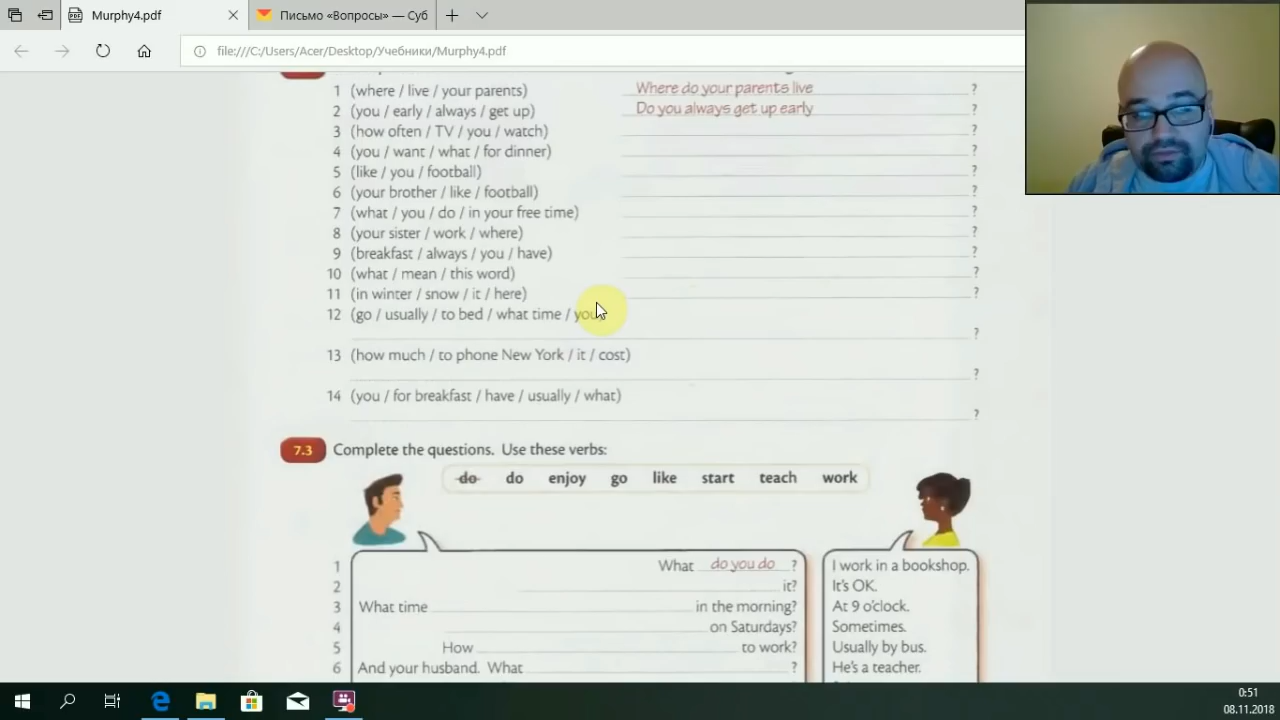 Murphy4.pdf
Письмо «Вопросы» — Суб
file:///C:/Users/Acer/Desktop/Учебники/Murphy4.pdf
1 (where / live / your parents) Where do your parents live ?
2 (you / early / always / get up) Do you always get up early ?
3 (how often / TV / you / watch) ?
4 (you / want / what / for dinner) ?
5 (like / you / football) ?
6 (your brother / like / football) ?
7 (what / you / do / in your free time) ?
8 (your sister / work / where) ?
9 (breakfast / always / you / have) ?
10 (what / mean / this word) ?
11 (in winter / snow / it / here) ?
12 (go / usually / to bed / what time / you)
?
13 (how much / to phone New York / it / cost)
?
14 (you / for breakfast / have / usually / what)
?
7.3 Complete the questions. Use these verbs:
do do enjoy go like start teach work
1 What do you do ? I work in a bookshop.
2 it? It's OK.
3 What time in the morning? At 9 o'clock.
4 on Saturdays? Sometimes.
5 How to work? Usually by bus.
6 And your husband. What ? He's a teacher.
0:51
08.11.2018